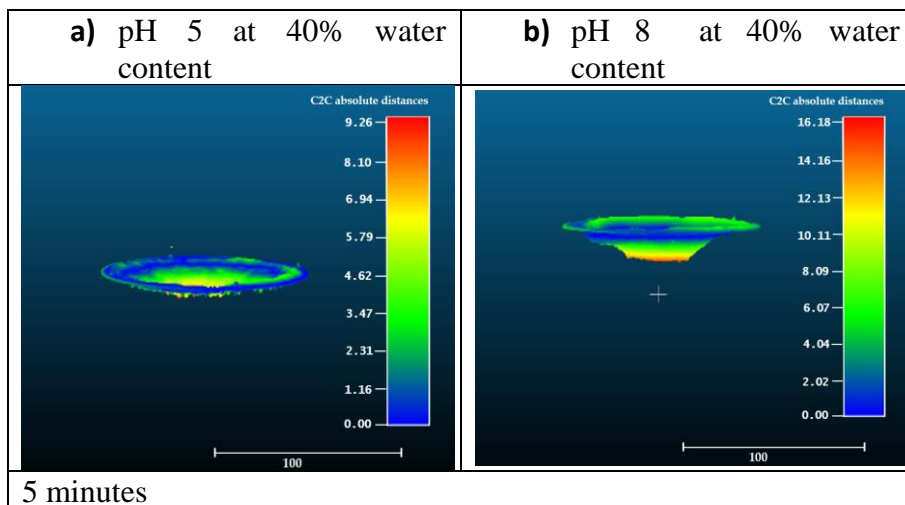 a) pH 5 at 40% water
content
b) pH 8 at 40% water
content
C2C absolute distances
9.26
8.10
6.94
5.79
4.62
3.47
2.31
1.16
0.00
100
C2C absolute distances
16.18
14.16
12.13
10.11
8.09
6.07
4.04
2.02
0.00
100
5 minutes